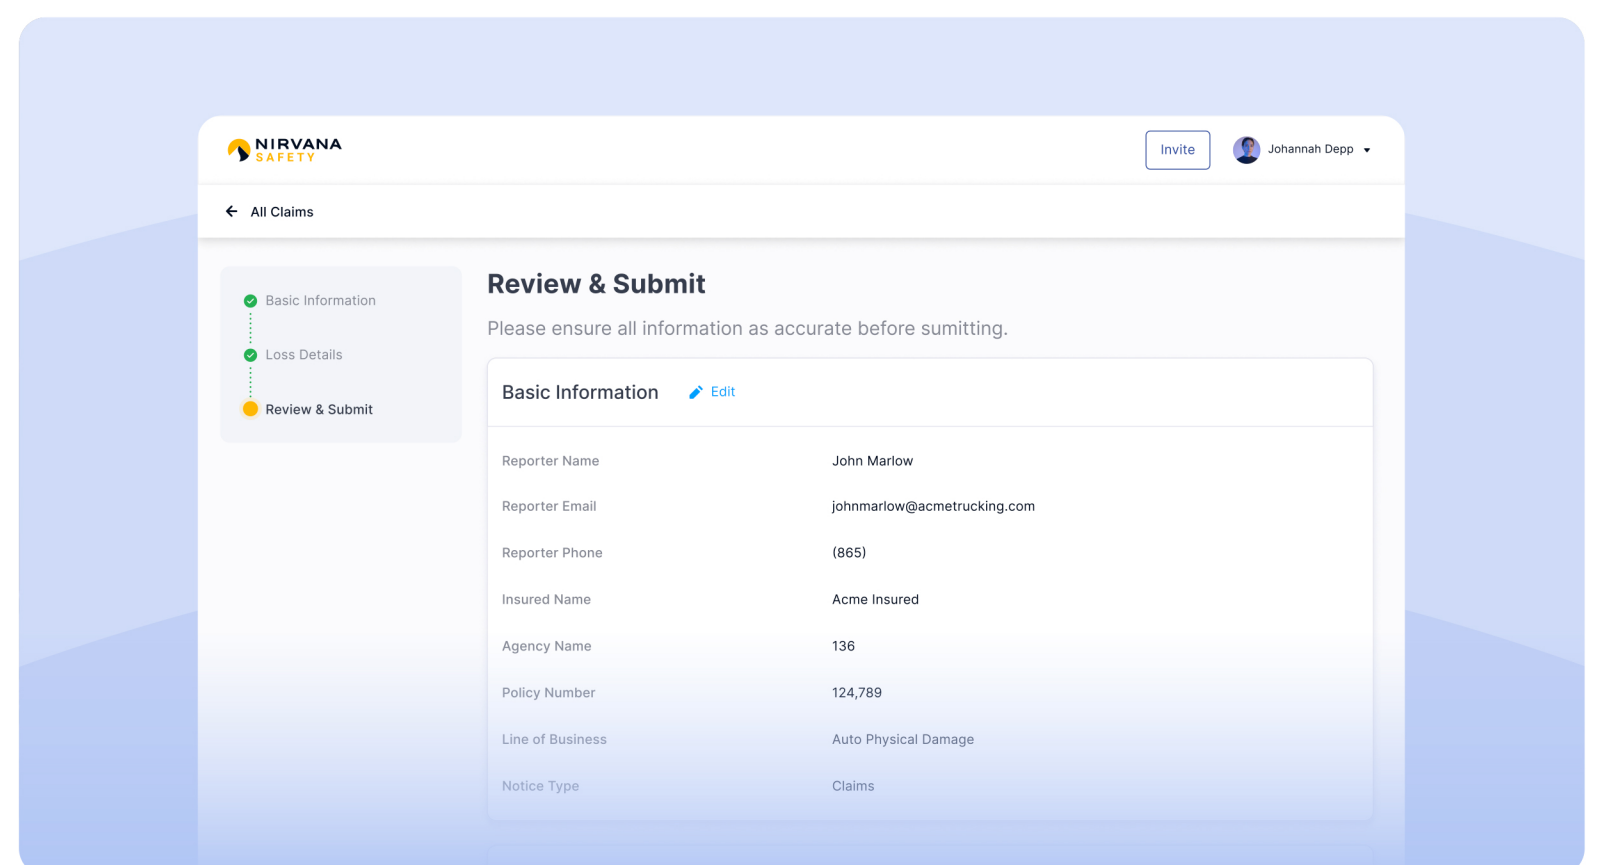 NIRVANA
SAFETY
Invite
Johannah Depp
All Claims
Basic Information
Loss Details
Review & Submit
Review & Submit
Please ensure all information as accurate before sumitting.
Basic Information Edit
Reporter Name John Marlow
Reporter Email johnmarlow@acmetrucking.com
Reporter Phone (865)
Insured Name Acme Insured
Agency Name 136
Policy Number 124,789
Line of Business Auto Physical Damage
Notice Type Claims